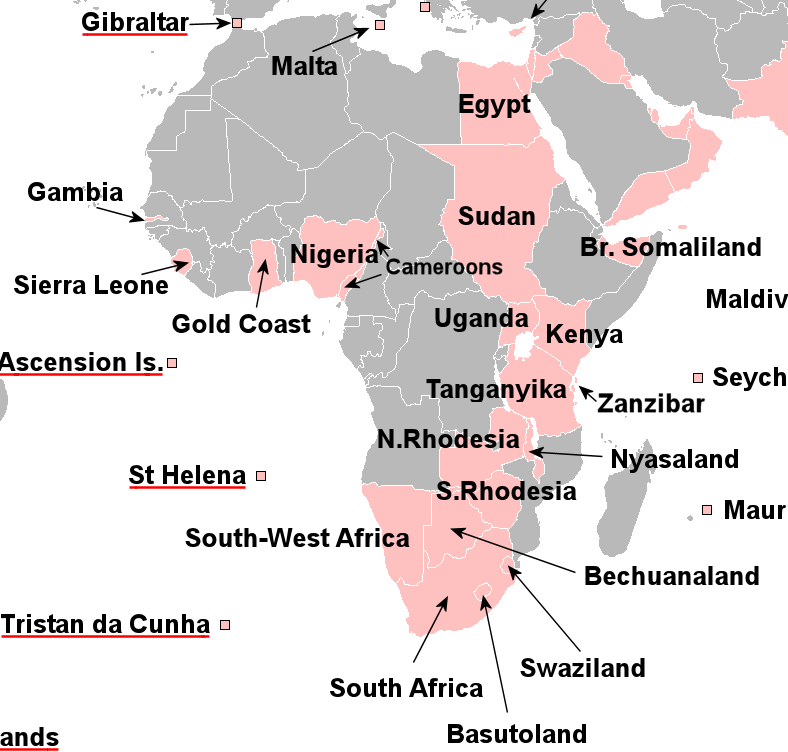 Gibraltar
Malta
Egypt
Gambia
Sudan
Nigeria
Br. Somaliland
Cameroons
Sierra Leone
Maldiv
Gold Coast
Uganda
Kenya
Ascension Is.
Seych
Tanganyika
Zanzibar
N.Rhodesia
Nyasaland
St Helena
S.Rhodesia
Maur
South-West Africa
Bechuanaland
Tristan da Cunha
Swaziland
South Africa
Basutoland
ands